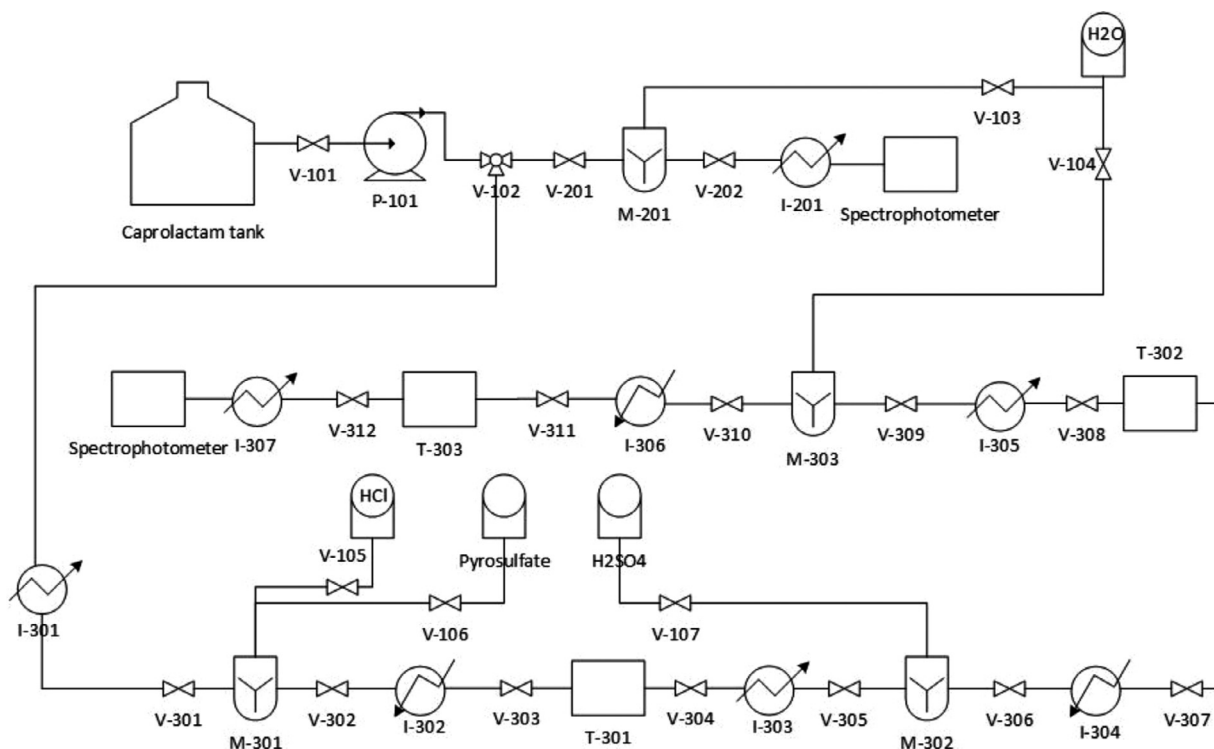 H2O
V-103
V-101
P-101
V-102
V-201
M-201
V-202
I-201
Spectrophotometer
V-104
Caprolactam tank
T-302
Spectrophotometer
I-307
V-312
T-303
V-311
I-306
V-310
M-303
V-309
I-305
V-308
HCl
V-105
Pyrosulfate
H2SO4
I-301
V-106
V-107
V-301
M-301
V-302
I-302
V-303
T-301
V-304
I-303
V-305
M-302
V-306
I-304
V-307